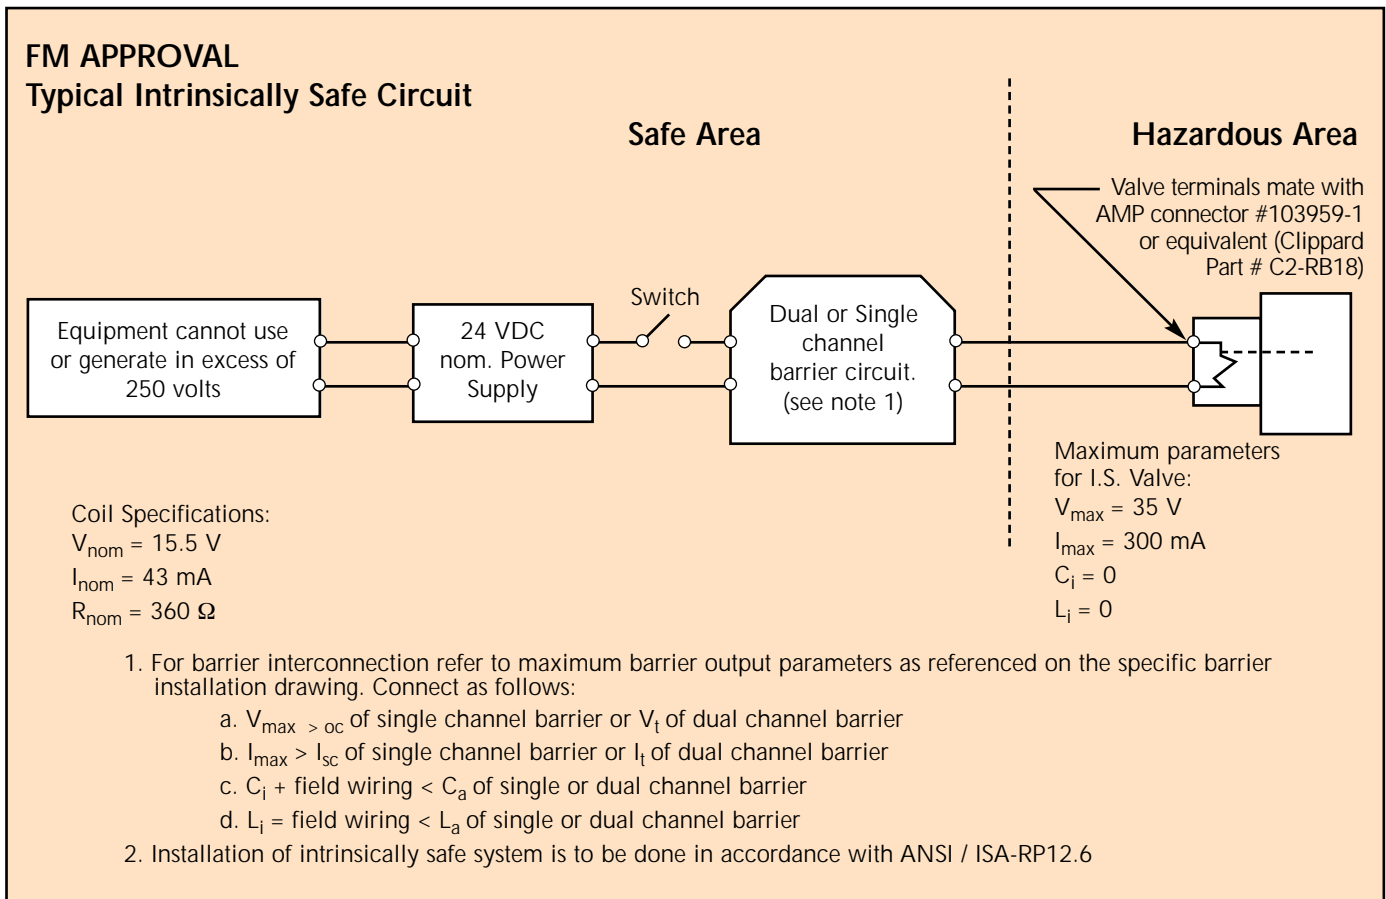 FM APPROVAL
Typical Intrinsically Safe Circuit
Safe Area
Hazardous Area
Valve terminals mate with
AMP connector #103959-1
or equivalent (Clippard
Part # C2-RB18)
Equipment cannot use
or generate in excess of
250 volts
24 VDC
nom. Power
Supply
Switch
Dual or Single
channel
barrier circuit.
(see note 1)
Maximum parameters
for I.S. Valve:
Vmax = 35 V
Imax = 300 mA
Ci = 0
Li = 0
Coil Specifications:
Vnom = 15.5 V
Inom = 43 mA
Rnom = 360 Ω
1. For barrier interconnection refer to maximum barrier output parameters as referenced on the specific barrier
installation drawing. Connect as follows:
a. Vmax > oc of single channel barrier or Vt of dual channel barrier
b. Imax > Isc of single channel barrier or It of dual channel barrier
c. Ci + field wiring < Ca of single or dual channel barrier
d. Li = field wiring < La of single or dual channel barrier
2. Installation of intrinsically safe system is to be done in accordance with ANSI / ISA-RP12.6